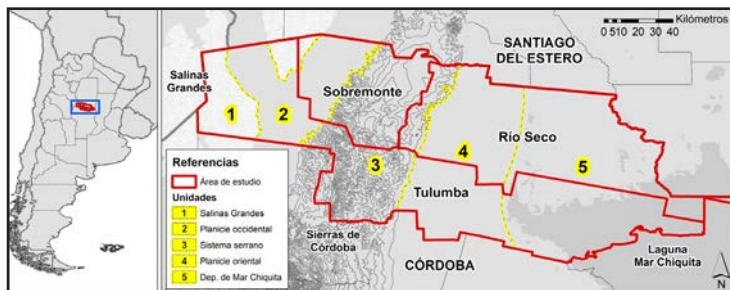 Kilómetros
0 5 10 20 30 40
SANTIAGO
DEL ESTERO
Salinas
Grandes
Sobremonte
1
2
3
4
5
Río Seco
Tulumba
Referencias
Área de estudio
Unidades
1 Salinas Grandes
2 Planicie occidental
3 Sistema serrano
4 Planicie oriental
5 Dep. de Mar Chiquita
Sierras de
Córdoba
CÓRDOBA
Laguna
Mar Chiquita
N